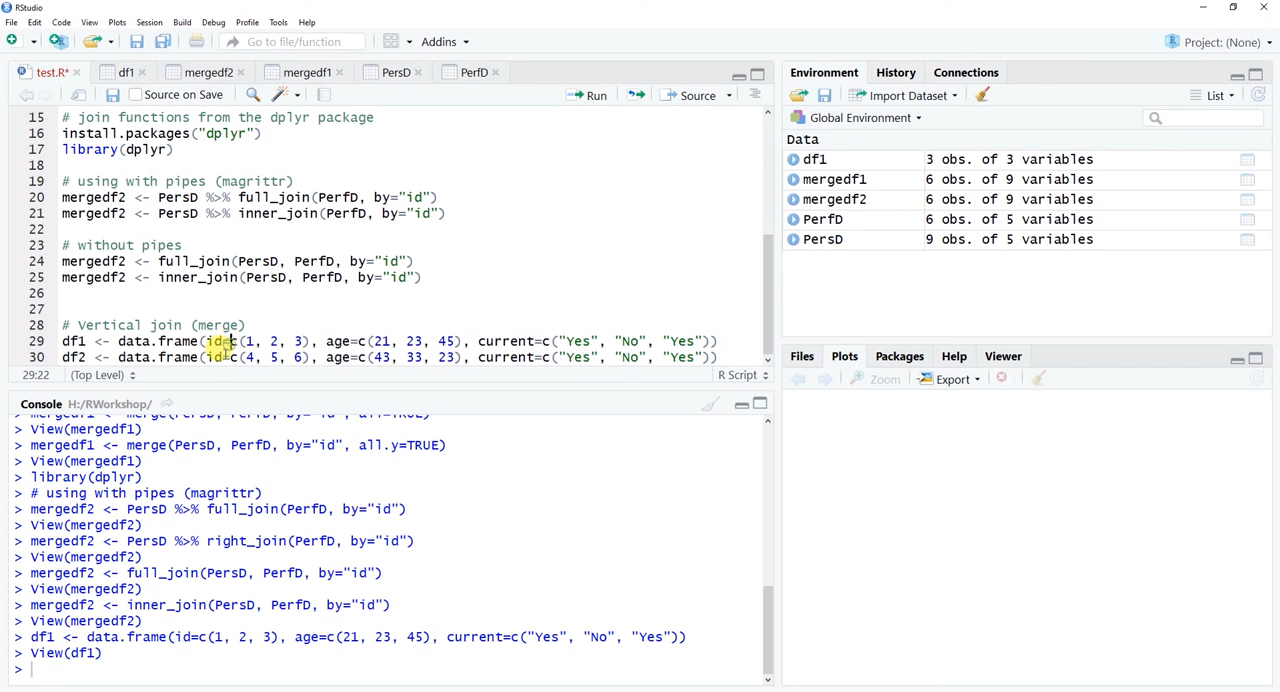 RStudio
File Edit Code View Plots Session Build Debug Profile Tools Help
Go to file/function Addins Project: (None)
test.R* df1 mergedf2 mergedf1 PersD PerfD
Source on Save Run Source
15 # join functions from the dplyr package
16 install.packages("dplyr")
17 library(dplyr)
18
19 # using with pipes (magrittr)
20 mergedf2 <- PersD %>% full_join(PerfD, by="id")
21 mergedf2 <- PersD %>% inner_join(PerfD, by="id")
22
23 # without pipes
24 mergedf2 <- full_join(PersD, PerfD, by="id")
25 mergedf2 <- inner_join(PersD, PerfD, by="id")
26
27
28 # Vertical join (merge)
29 df1 <- data.frame(id=c(1, 2, 3), age=c(21, 23, 45), current=c("Yes", "No", "Yes"))
30 df2 <- data.frame(id=c(4, 5, 6), age=c(43, 33, 23), current=c("Yes", "No", "Yes"))
29:22 (Top Level) R Script
Console H:/RWorkshop/
> mergedf1 <- merge(PersD, PerfD, by="id", all=TRUE)
> View(mergedf1)
> mergedf1 <- merge(PersD, PerfD, by="id", all.y=TRUE)
> View(mergedf1)
> library(dplyr)
> # using with pipes (magrittr)
> mergedf2 <- PersD %>% full_join(PerfD, by="id")
> View(mergedf2)
> mergedf2 <- PersD %>% right_join(PerfD, by="id")
> View(mergedf2)
> mergedf2 <- full_join(PersD, PerfD, by="id")
> View(mergedf2)
> mergedf2 <- inner_join(PersD, PerfD, by="id")
> View(mergedf2)
> df1 <- data.frame(id=c(1, 2, 3), age=c(21, 23, 45), current=c("Yes", "No", "Yes"))
> View(df1)
>
Environment History Connections
Import Dataset List
Global Environment
Data
df1 3 obs. of 3 variables
mergedf1 6 obs. of 9 variables
mergedf2 6 obs. of 9 variables
PerfD 6 obs. of 5 variables
PersD 9 obs. of 5 variables
Files Plots Packages Help Viewer
Zoom Export